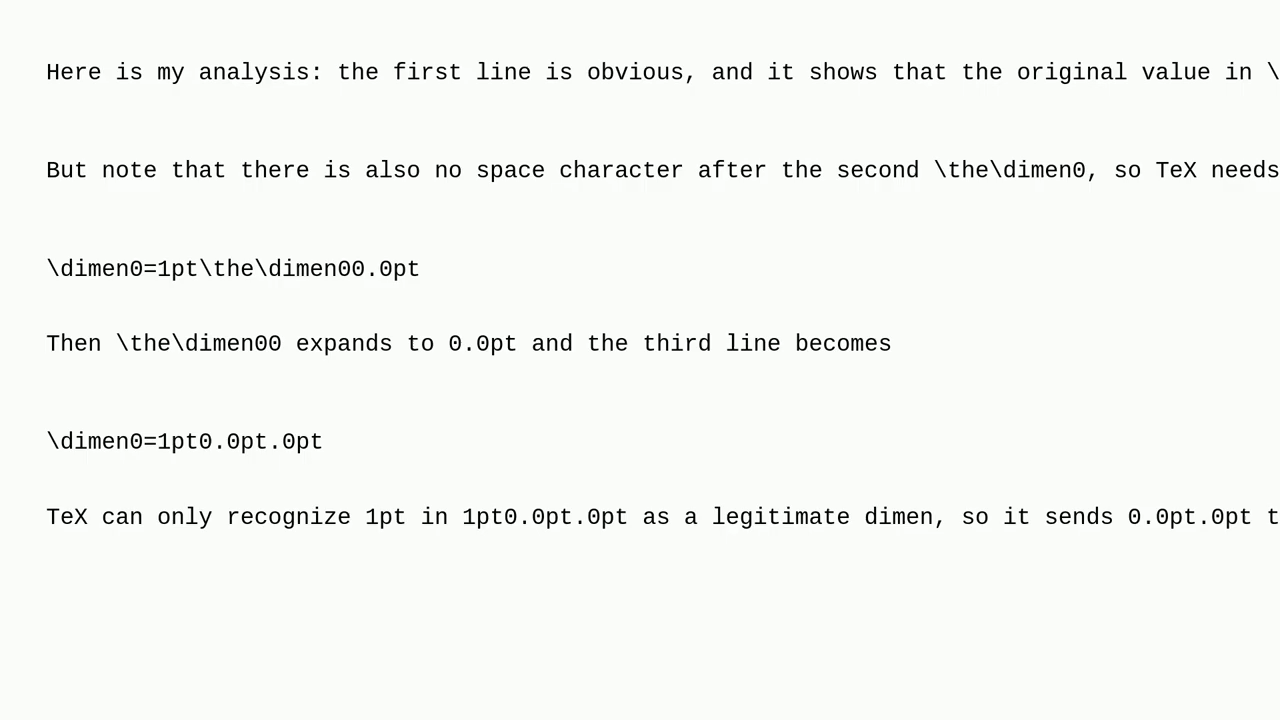 Here is my analysis: the first line is obvious, and it shows that the original value in \
But note that there is also no space character after the second \the\dimen0, so TeX needs
\dimen0=1pt\the\dimen00.0pt
Then \the\dimen00 expands to 0.0pt and the third line becomes
\dimen0=1pt0.0pt.0pt
TeX can only recognize 1pt in 1pt0.0pt.0pt as a legitimate dimen, so it sends 0.0pt.0pt t